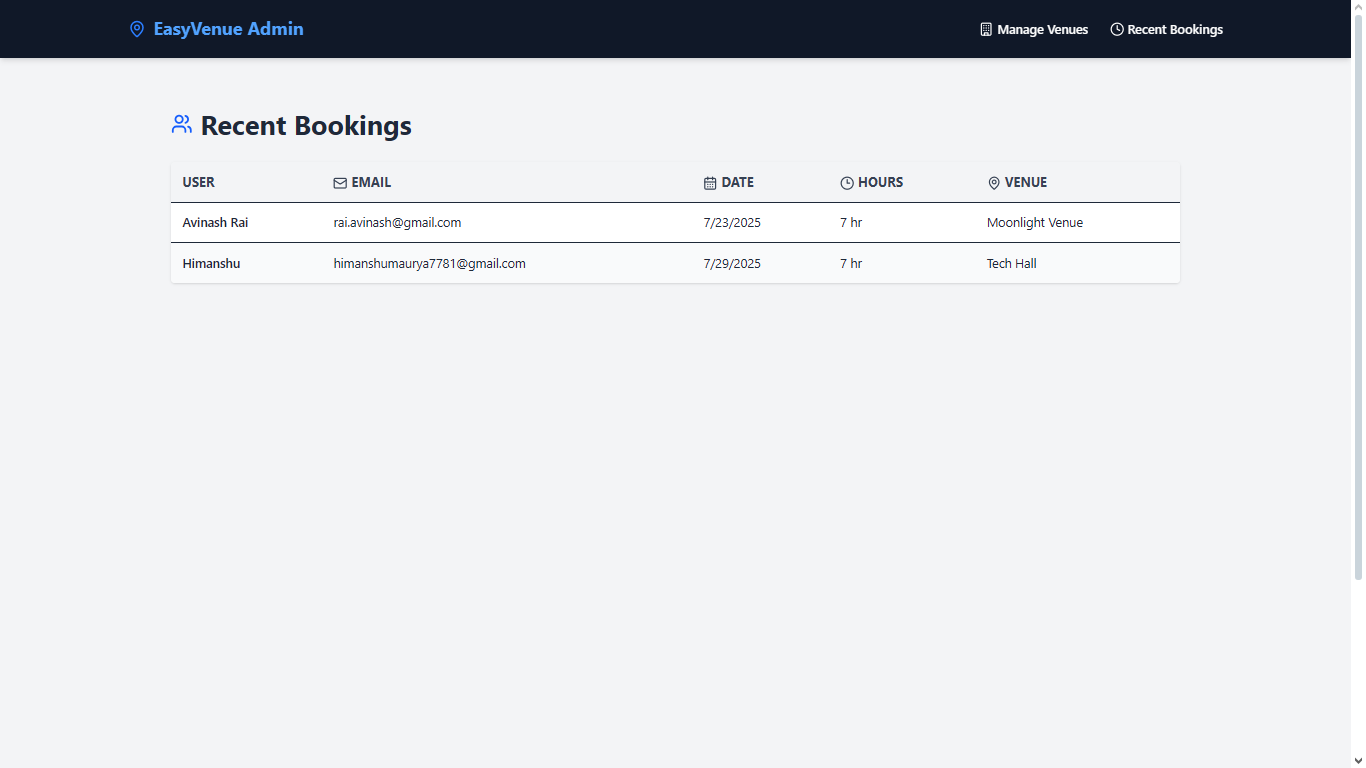 EasyVenue Admin Manage Venues Recent Bookings
Recent Bookings
USER EMAIL DATE HOURS VENUE
Avinash Rai rai.avinash@gmail.com 7/23/2025 7 hr Moonlight Venue
Himanshu himanshumaurya7781@gmail.com 7/29/2025 7 hr Tech Hall